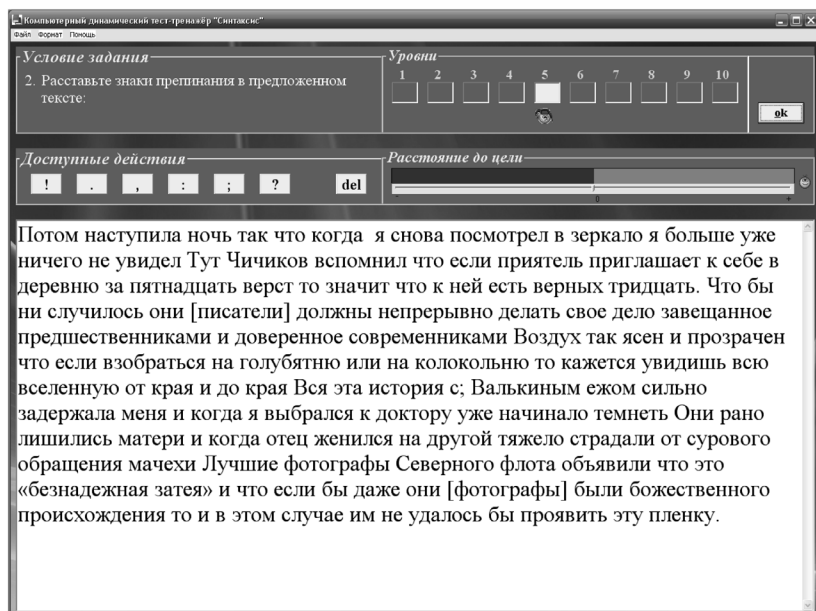 Компьютерный динамический тест-тренажёр "Синтаксис"
Файл Формат Помощь
Условие задания
2. Расставьте знаки препинания в предложенном
тексте:
Уровни
1 2 3 4 5 6 7 8 9 10
ok
Доступные действия
! . , : ; ? del
Расстояние до цели
- 0 +
Потом наступила ночь так что когда я снова посмотрел в зеркало я больше уже
ничего не увидел Тут Чичиков вспомнил что если приятель приглашает к себе в
деревню за пятнадцать верст то значит что к ней есть верных тридцать. Что бы
ни случилось они [писатели] должны непрерывно делать свое дело завещанное
предшественниками и доверенное современниками Воздух так ясен и прозрачен
что если взобраться на голубятню или на колокольню то кажется увидишь всю
вселенную от края и до края Вся эта история с; Валькиным ежом сильно
задержала меня и когда я выбрался к доктору уже начинало темнеть Они рано
лишились матери и когда отец женился на другой тяжело страдали от сурового
обращения мачехи Лучшие фотографы Северного флота объявили что это
«безнадежная затея» и что если бы даже они [фотографы] были божественного
происхождения то и в этом случае им не удалось бы проявить эту пленку.